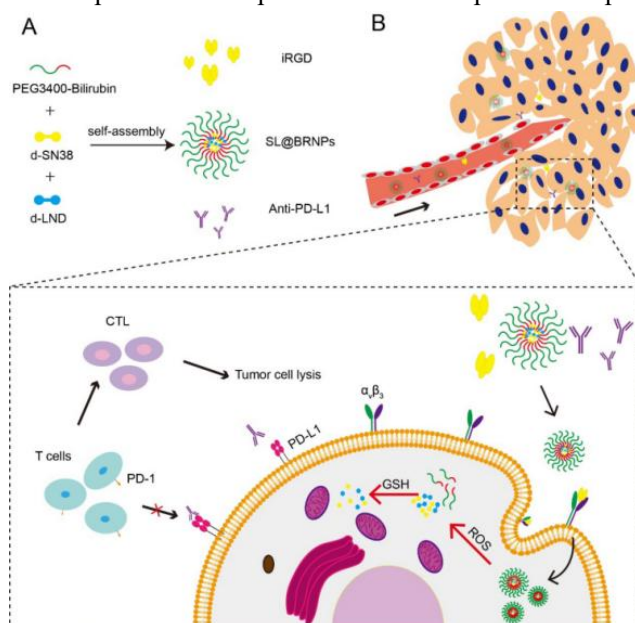 A
PEG3400-Bilirubin
+
d-SN38
+
d-LND
self-assembly
iRGD
SL@BRNPs
Anti-PD-L1
B
CTL
Tumor cell lysis
T cells
PD-1
PD-L1
αvβ3
GSH
ROS